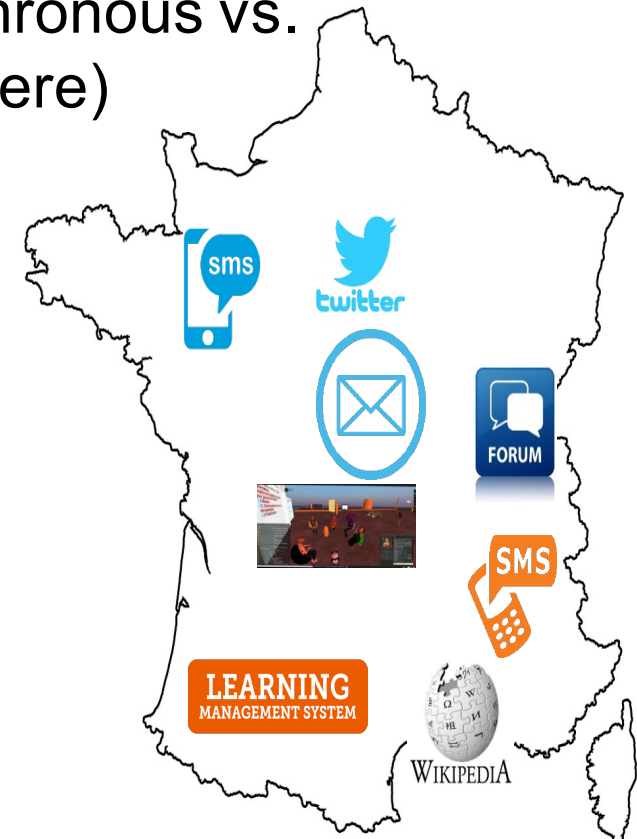 hronous vs.
ere)
sms
twitter
FORUM
SMS
LEARNING
MANAGEMENT SYSTEM
Ω
W
И
WIKIPEDIA